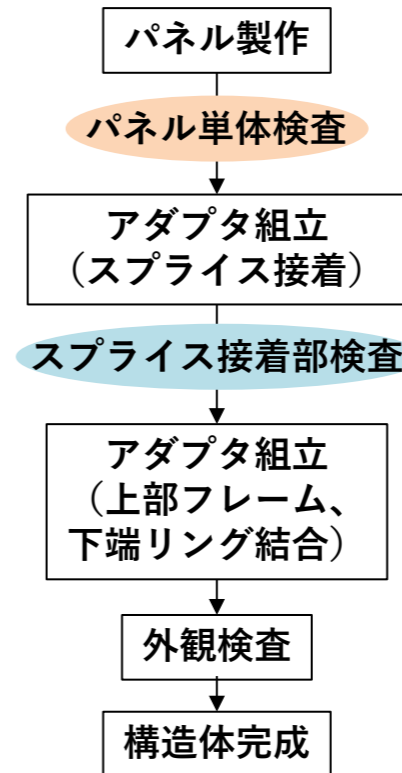 パネル製作
パネル単体検査
アダプタ組立
（スプライス接着）
スプライス接着部検査
アダプタ組立
（上部フレーム、
下端リング結合）
外観検査
構造体完成